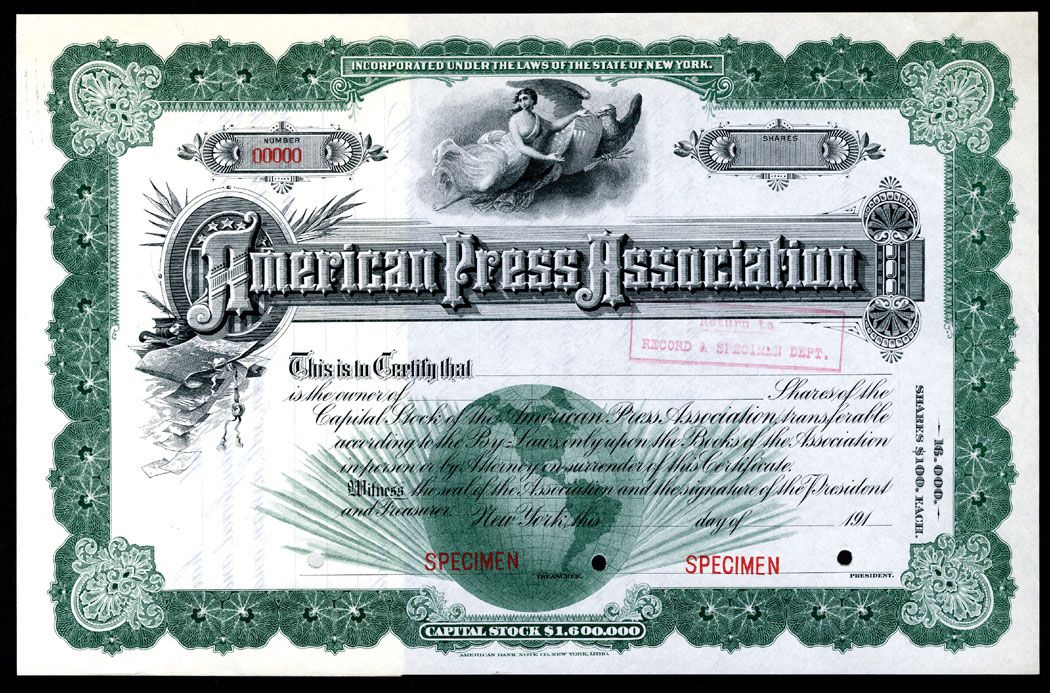 INCORPORATED UNDER THE LAWS OF THE STATE OF NEW YORK.
NUMBER
00000
SHARES
American Press Association
Return to
RECORD & SPECIMEN DEPT.
This is to Certify that
is the owner of Shares of the
Capital Stock of the American Press Association, transferable
according to the By-Laws, only upon the Books of the Association
in person or by Attorney on surrender of this Certificate.
Witness, the seal of the Association and the signature of the President
and Treasurer. New York, this day of 191
16,000.
SHARES $100. EACH.
SPECIMEN
TREASURER.
SPECIMEN
PRESIDENT.
CAPITAL STOCK $1,600,000
AMERICAN BANK NOTE CO. NEW YORK, LITHO.